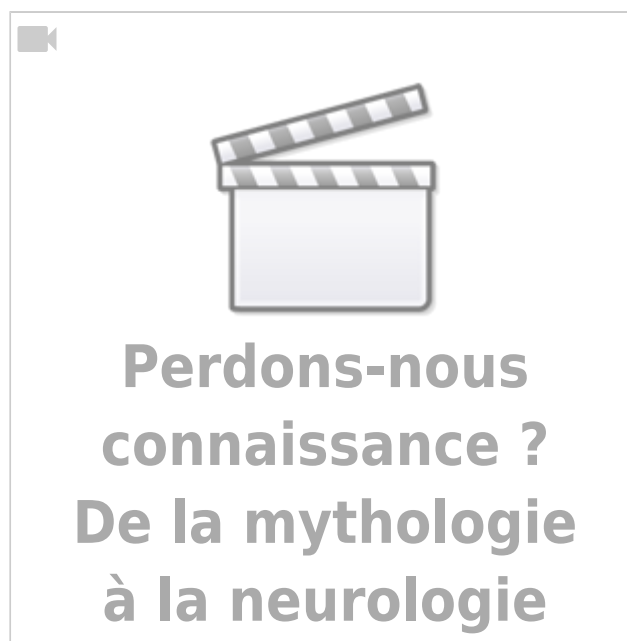 Perdons-nous
connaissance ?
De la mythologie
à la neurologie